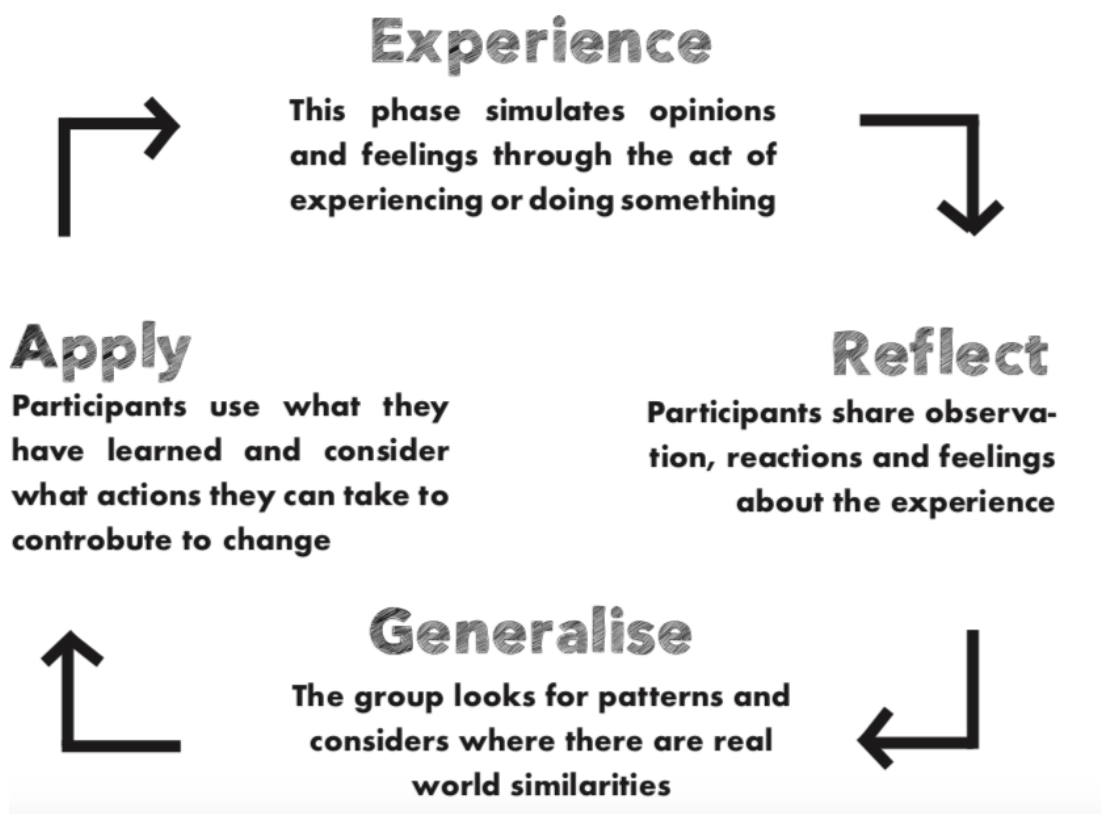 Experience
This phase simulates opinions
and feelings through the act of
experiencing or doing something
Reflect
Participants share observa-
tion, reactions and feelings
about the experience
Generalise
The group looks for patterns and
considers where there are real
world similarities
Apply
Participants use what they
have learned and consider
what actions they can take to
controbute to change